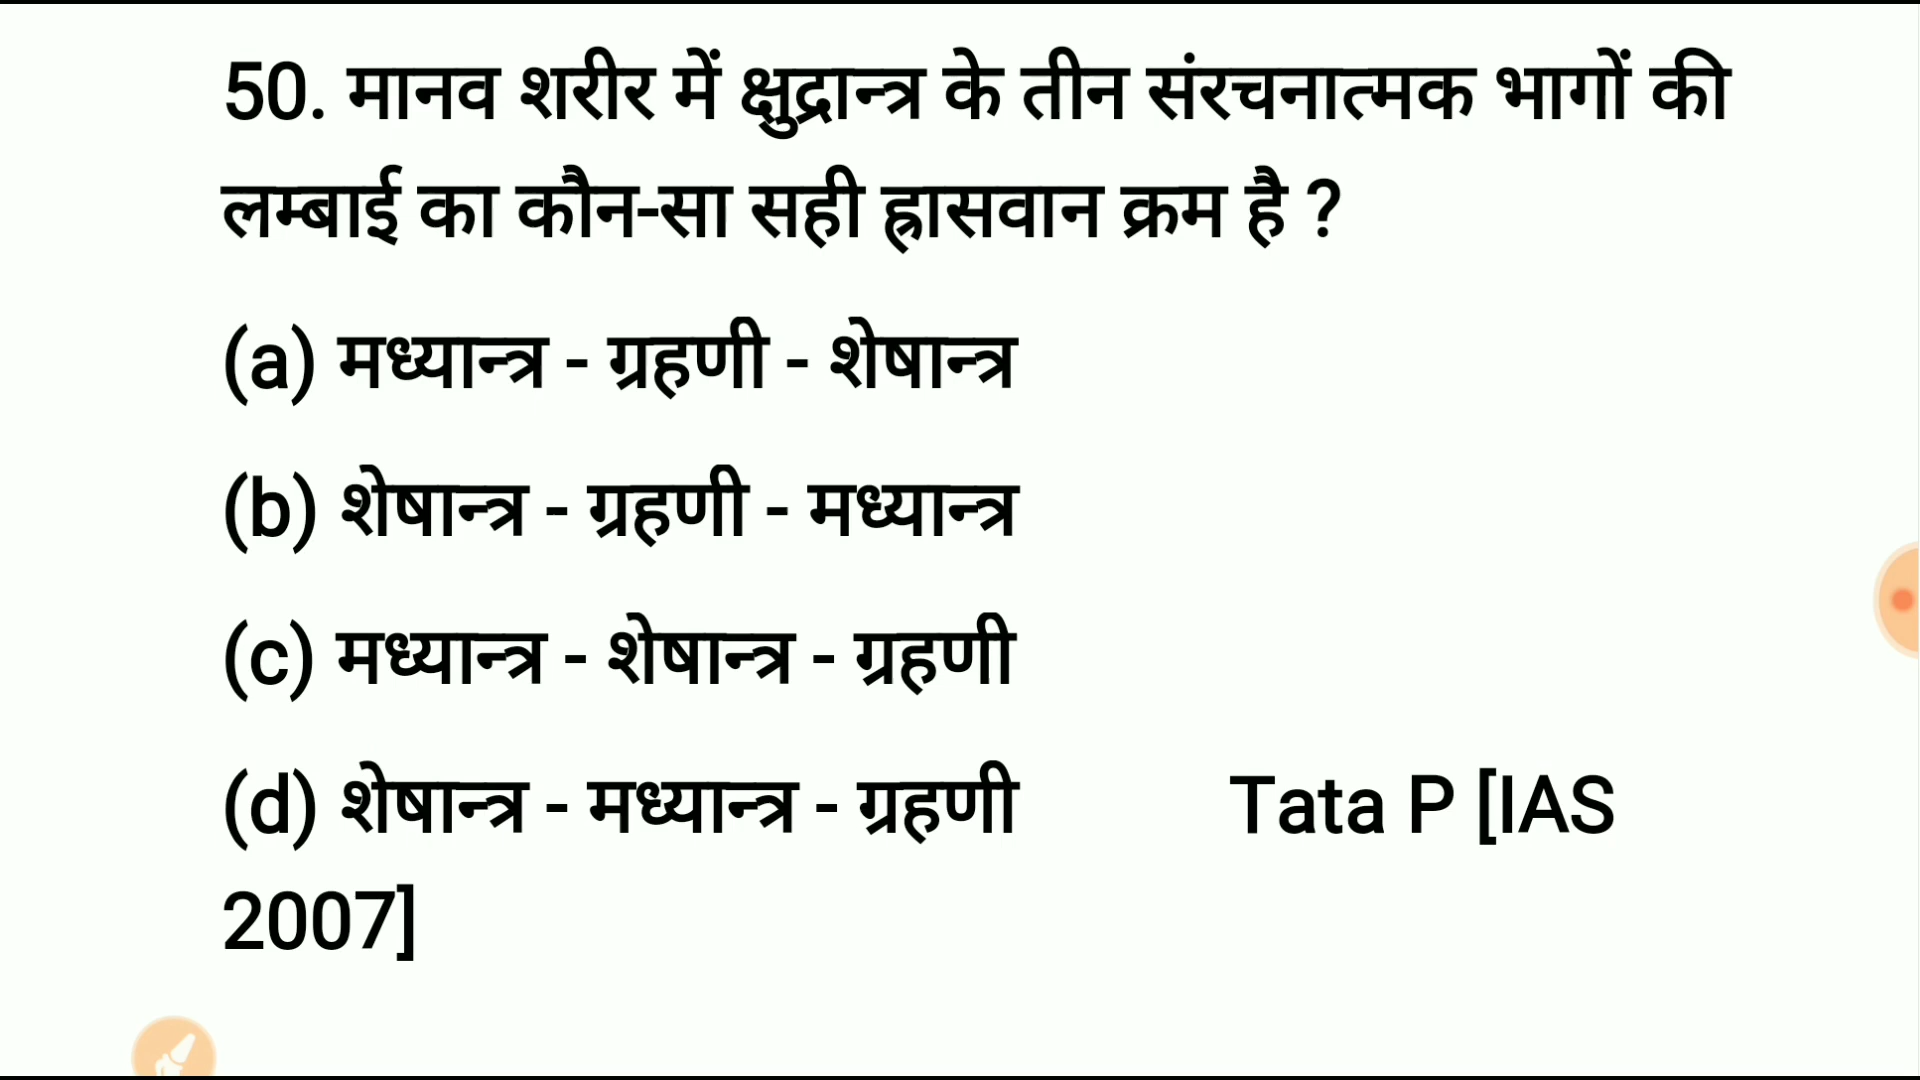 50. मानव शरीर में क्षुद्रान्त्र के तीन संरचनात्मक भागों की
लम्बाई का कौन-सा सही ह्रासवान क्रम है ?
(a) मध्यान्त्र - ग्रहणी - शेषान्त्र
(b) शेषान्त्र - ग्रहणी - मध्यान्त्र
(c) मध्यान्त्र - शेषान्त्र - ग्रहणी
(d) शेषान्त्र - मध्यान्त्र - ग्रहणी Tata P [IAS
2007]